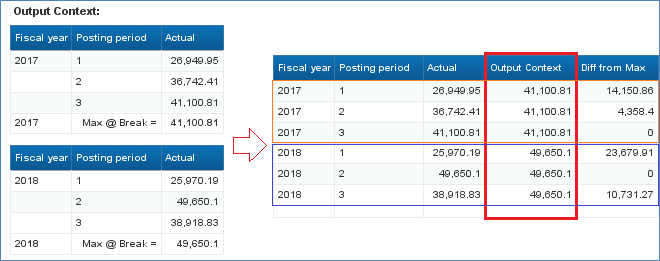 Output Context:
Fiscal year Posting period Actual
2017 1 26,949.95
2 36,742.41
3 41,100.81
2017 Max @ Break = 41,100.81
Fiscal year Posting period Actual
2018 1 25,970.19
2 49,650.1
3 38,918.83
2018 Max @ Break = 49,650.1
Fiscal year Posting period Actual Output Context Diff from Max
2017 1 26,949.95 41,100.81 14,150.86
2017 2 36,742.41 41,100.81 4,358.4
2017 3 41,100.81 41,100.81 0
2018 1 25,970.19 49,650.1 23,679.91
2018 2 49,650.1 49,650.1 0
2018 3 38,918.83 49,650.1 10,731.27